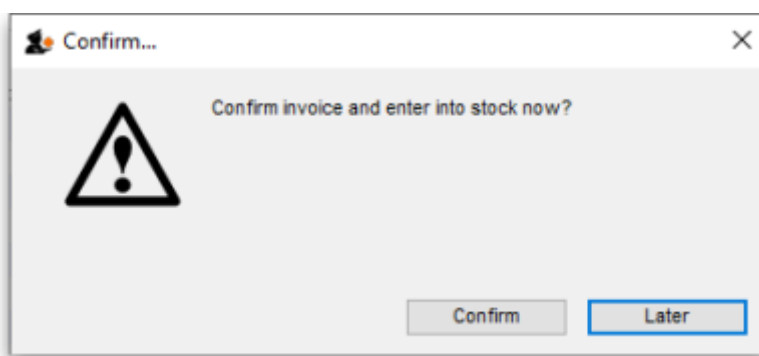 Confirm...
Confirm invoice and enter into stock now?
Confirm
Later